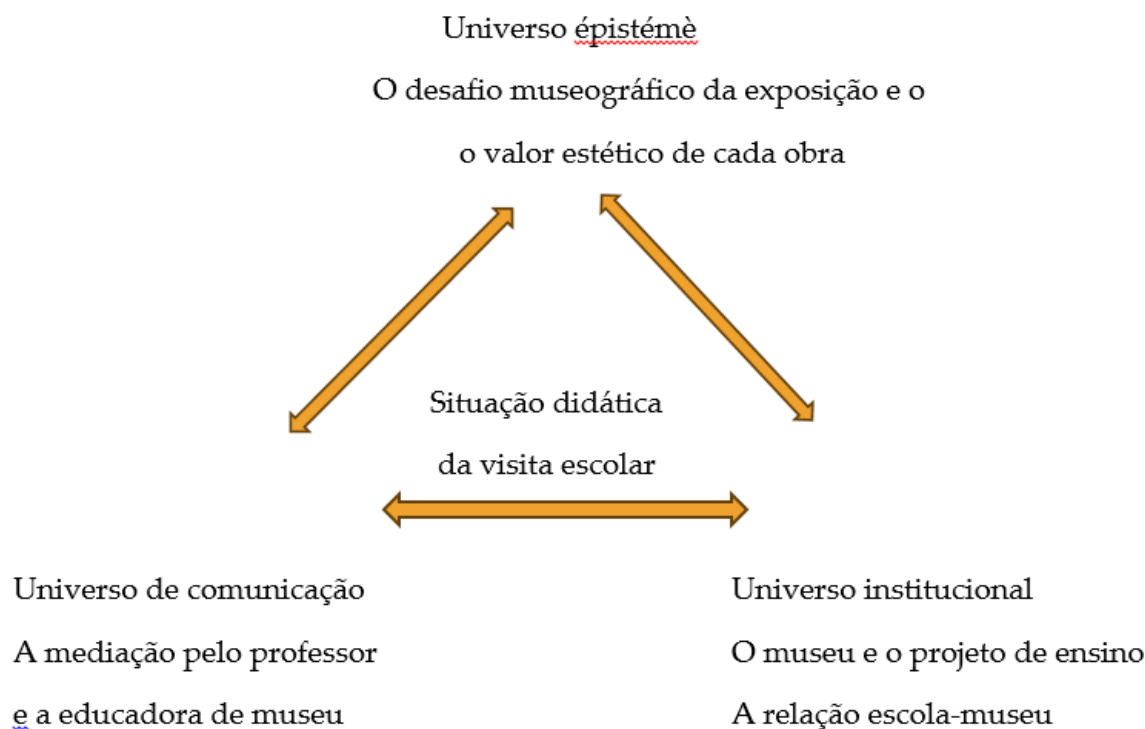 Universo épistémè
O desafio museográfico da exposição e o
o valor estético de cada obra
Situação didática
da visita escolar
Universo de comunicação
A mediação pelo professor
e a educadora de museu
Universo institucional
O museu e o projeto de ensino
A relação escola-museu